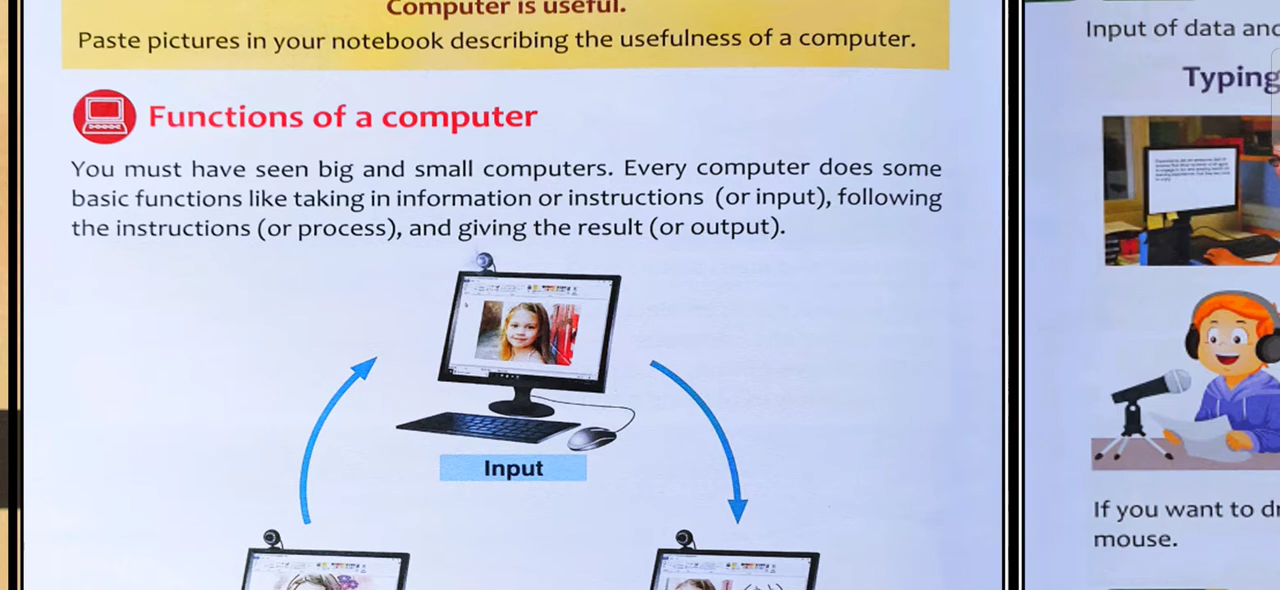 Computer is useful.
Paste pictures in your notebook describing the usefulness of a computer.
Functions of a computer
You must have seen big and small computers. Every computer does some
basic functions like taking in information or instructions (or input), following
the instructions (or process), and giving the result (or output).
Input
Input of data and
Typing
If you want to dr
mouse.